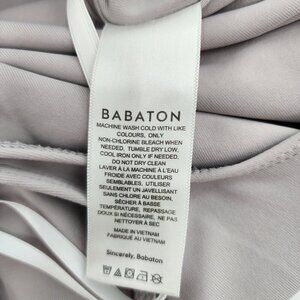 BABATON
MACHINE WASH COLD WITH LIKE
COLOURS, ONLY
NON-CHLORINE BLEACH WHEN
NEEDED, TUMBLE DRY LOW,
COOL IRON ONLY IF NEEDED,
DO NOT DRY CLEAN
LAVER À LA MACHINE À L'EAU
FROIDE AVEC COULEURS
SEMBLABLES, UTILISER
SEULEMENT UN JAVELLISANT
SANS CHLORE AU BESOIN,
SÉCHER À BASSE
TEMPÉRATURE, REPASSAGE
DOUX SI NÉCESSAIRE, NE PAS
NETTOYER À SEC
MADE IN VIETNAM
FABRIQUÉ AU VIETNAM
Sincerely, Babaton